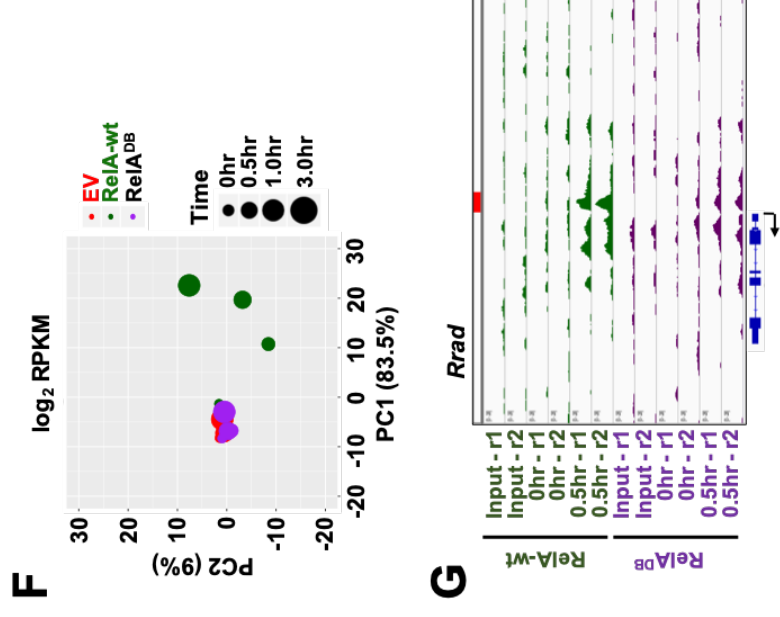 F
log₂ RPKM
EV
RelA-wt
RelAᴰᴮ
Time
0hr
0.5hr
1.0hr
3.0hr
30
20
10
0
-10
-20
PC2 (9%)
-20
-10
0
10
20
30
PC1 (83.5%)
G
Rrad
Input - r1
Input - r2
0hr - r1
0hr - r2
0.5hr - r1
0.5hr - r2
RelA-wt
Input - r1
Input - r2
0hr - r1
0hr - r2
0.5hr - r1
0.5hr - r2
RelAᴰᴮ